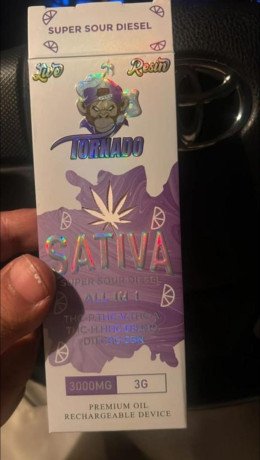 SUPER SOUR DIESEL
Live Resin
TORNADO
SATIVA
SUPER SOUR DIESEL
ALL IN 1
3000MG 3G
PREMIUM OIL
RECHARGEABLE DEVICE